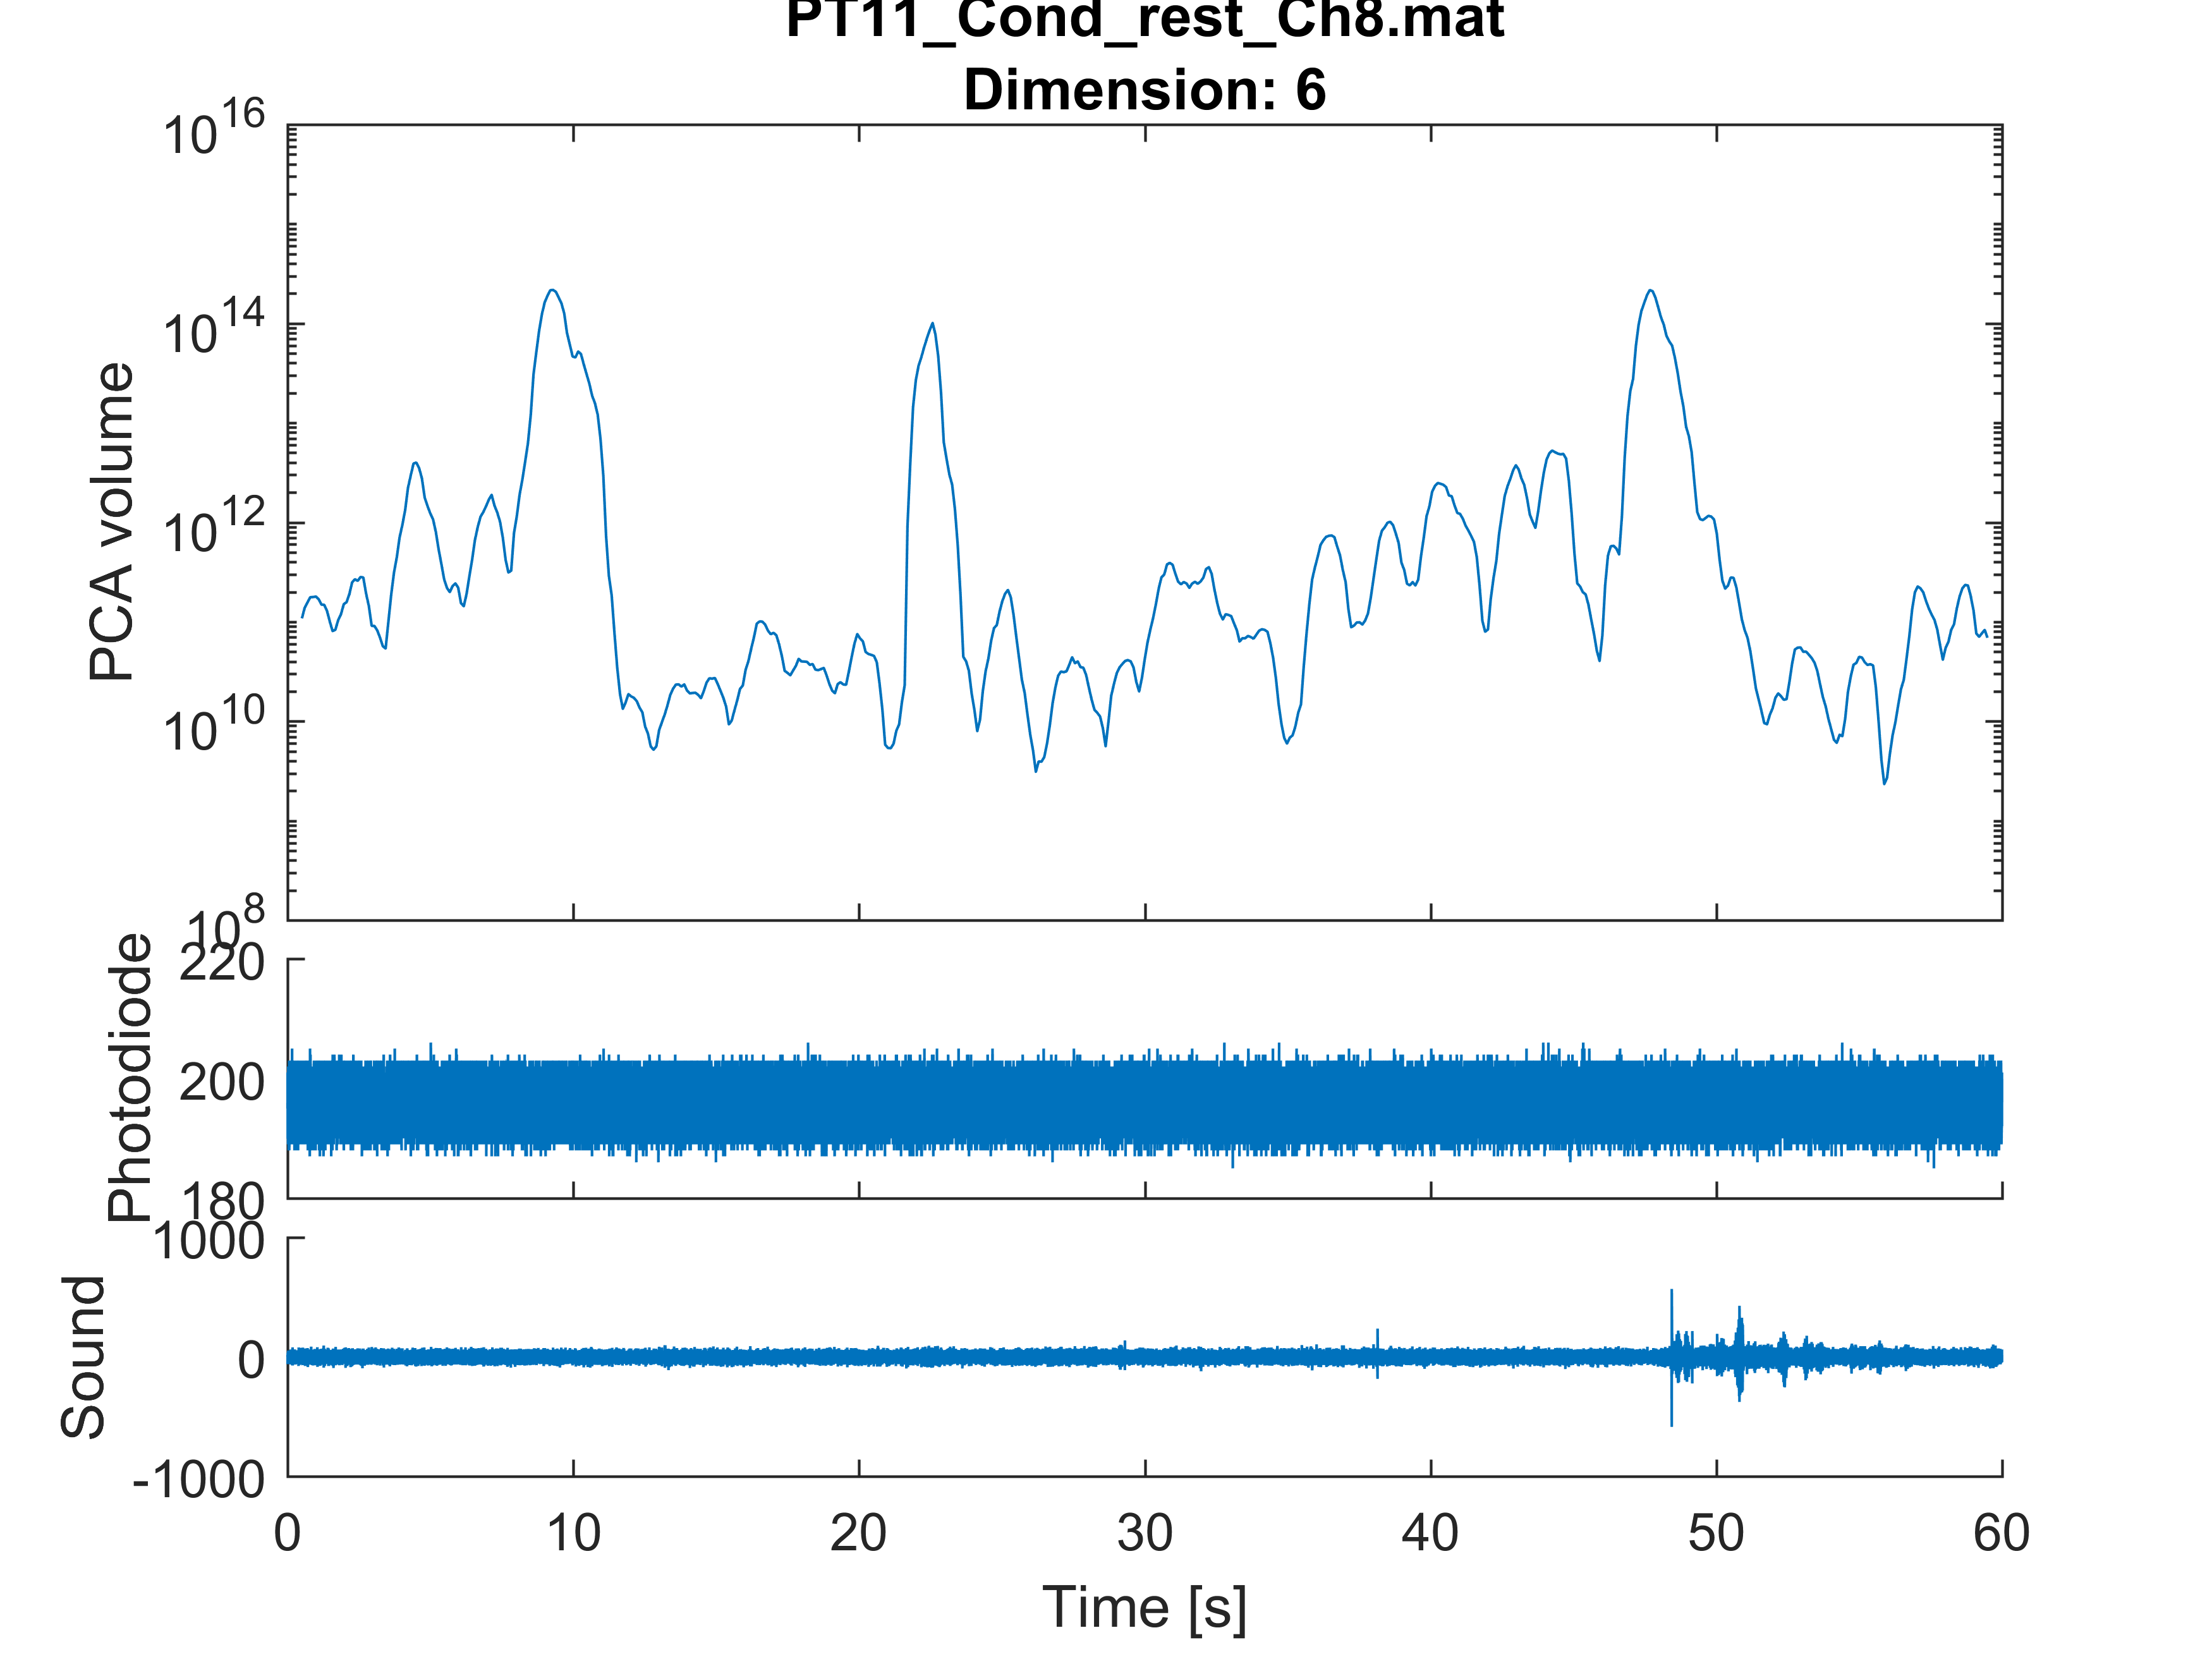 PT11_Cond_rest_Ch8.mat
Dimension: 6
10^16
10^14
10^12
10^10
10^8
PCA volume
220
200
180
Photodiode
1000
0
-1000
Sound
0 10 20 30 40 50 60
Time [s]